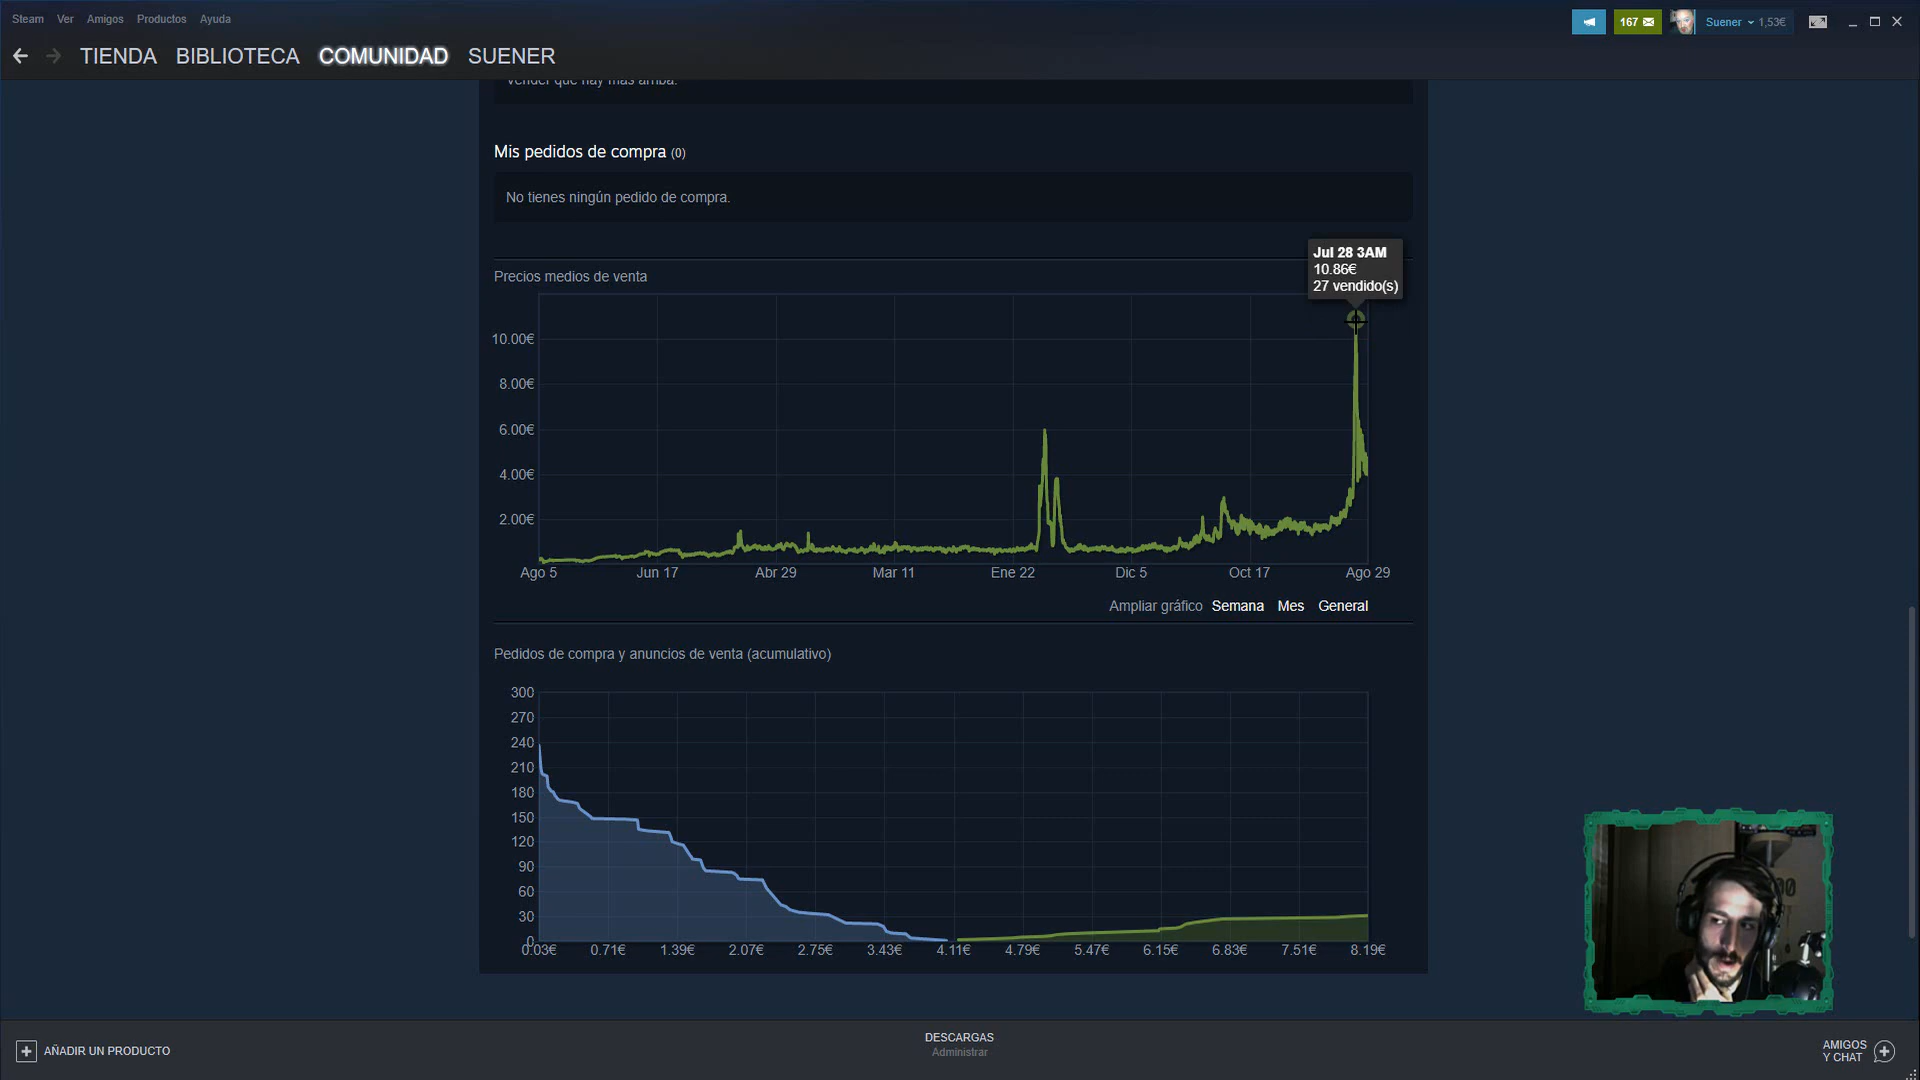 Steam Ver Amigos Productos Ayuda
167 Suener 1,53€
TIENDA BIBLIOTECA COMUNIDAD SUENER
vender que hay más arriba.
Mis pedidos de compra (0)
No tienes ningún pedido de compra.
Precios medios de venta
Jul 28 3AM
10.86€
27 vendido(s)
10.00€
8.00€
6.00€
4.00€
2.00€
Ago 5 Jun 17 Abr 29 Mar 11 Ene 22 Dic 5 Oct 17 Ago 29
Ampliar gráfico Semana Mes General
Pedidos de compra y anuncios de venta (acumulativo)
300
270
240
210
180
150
120
90
60
30
0
0.03€ 0.71€ 1.39€ 2.07€ 2.75€ 3.43€ 4.11€ 4.79€ 5.47€ 6.15€ 6.83€ 7.51€ 8.19€
AÑADIR UN PRODUCTO
DESCARGAS
Administrar
AMIGOS
Y CHAT